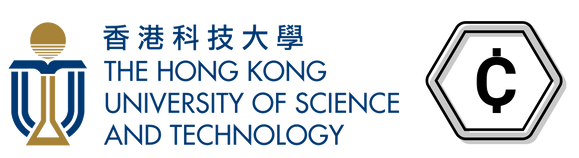 香港科技大學
THE HONG KONG
UNIVERSITY OF SCIENCE
AND TECHNOLOGY
₵